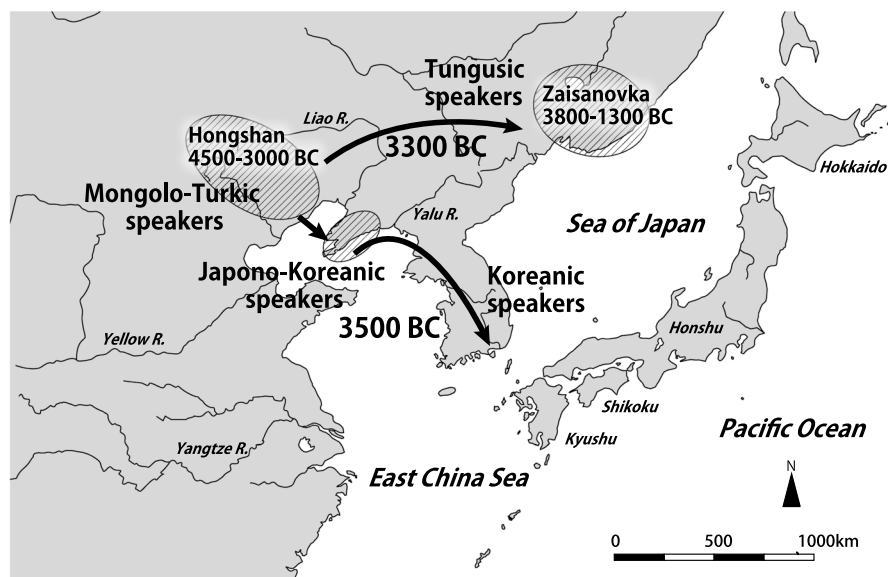 Tungusic
speakers
Zaisanovka
3800-1300 BC
Liao R.
Hongshan
4500-3000 BC
3300 BC
Hokkaido
Mongolo-Turkic
speakers
Yalu R.
Sea of Japan
Japono-Koreanic
speakers
Koreanic
speakers
3500 BC
Honshu
Yellow R.
Shikoku
Kyushu
Pacific Ocean
Yangtze R.
East China Sea
N
0 500 1000km